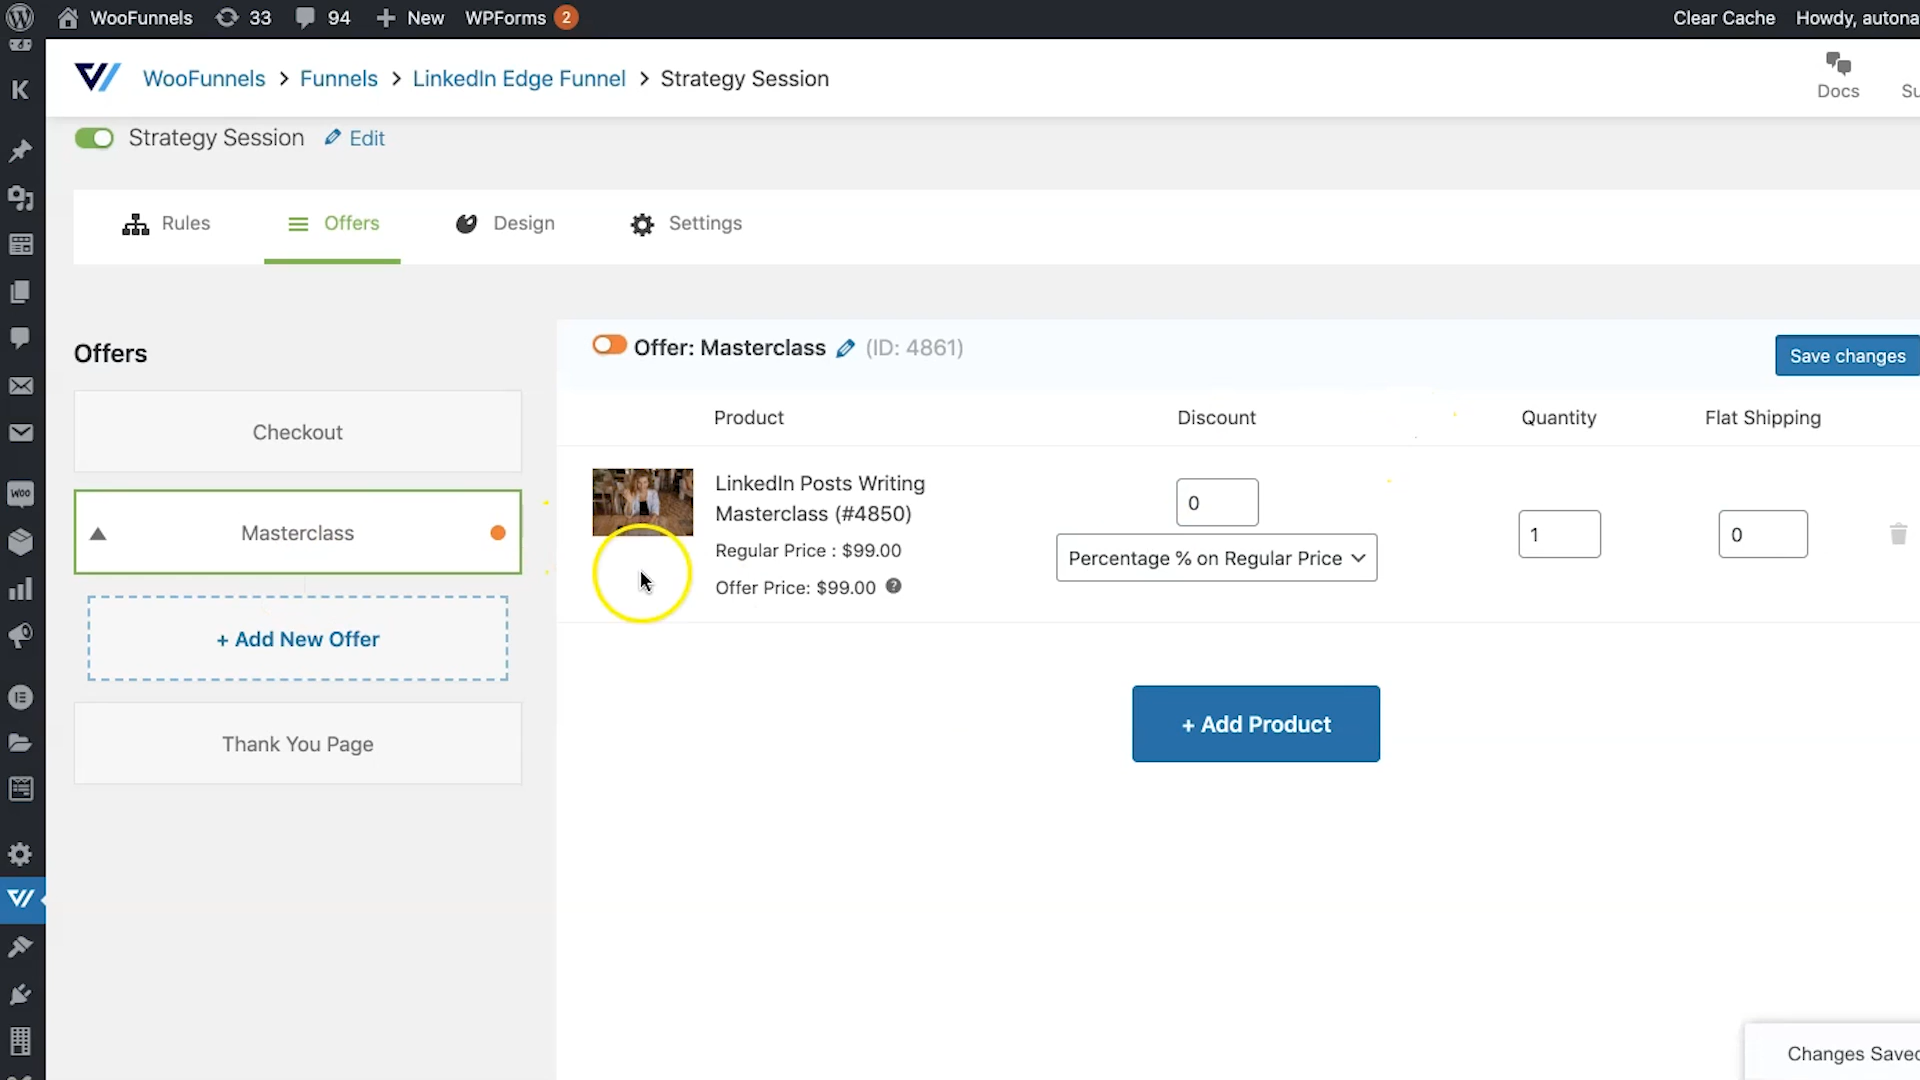 WooFunnels 33 94 New WPForms 2 Clear Cache Howdy, autona
WooFunnels > Funnels > LinkedIn Edge Funnel > Strategy Session
Docs Su
Strategy Session Edit
Rules Offers Design Settings
Offers
Offer: Masterclass (ID: 4861)
Save changes
Product Discount Quantity Flat Shipping
Checkout
LinkedIn Posts Writing
Masterclass (#4850)
0
Masterclass
1 0
Regular Price : $99.00
Percentage % on Regular Price
Offer Price: $99.00 ?
+ Add New Offer
+ Add Product
Thank You Page
Changes Saved